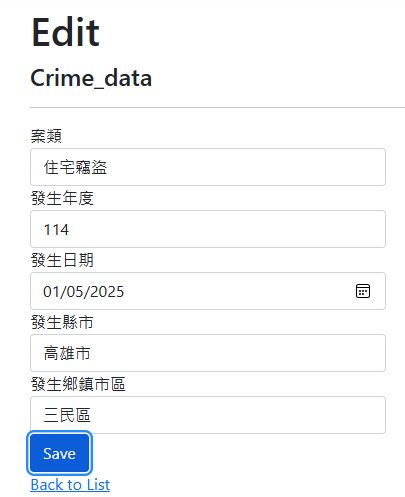 Edit
Crime_data
案類
住宅竊盜
發生年度
114
發生日期
01/05/2025
發生縣市
高雄市
發生鄉鎮市區
三民區
Save
Back to List